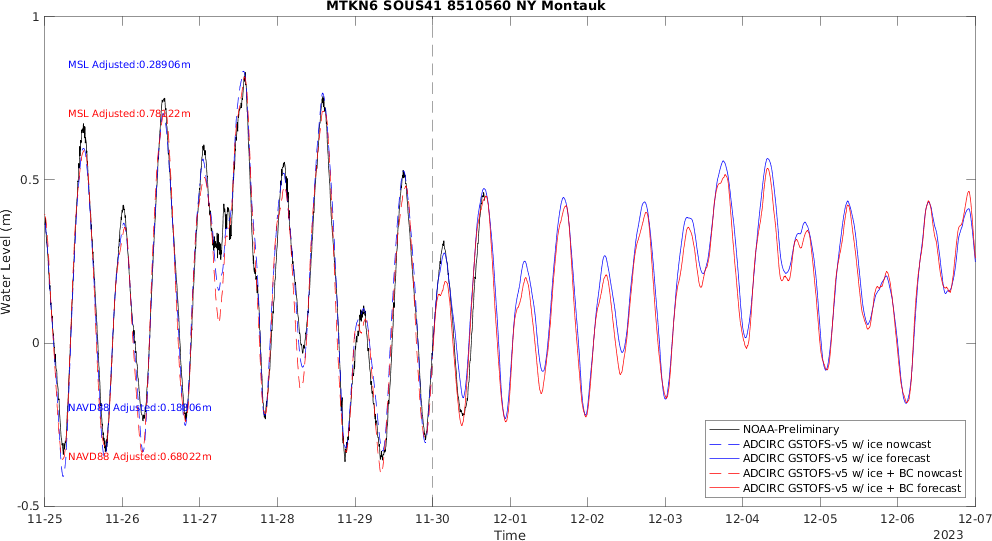 MTKN6 SOUS41 8510560 NY Montauk
1
MSL Adjusted:0.28906m
MSL Adjusted:0.78122m
0.5
Water Level (m)
0
NAVD88 Adjusted:0.18806m
NAVD88 Adjusted:0.68022m
NOAA-Preliminary
ADCIRC GSTOFS-v5 w/ ice nowcast
ADCIRC GSTOFS-v5 w/ ice forecast
ADCIRC GSTOFS-v5 w/ ice + BC nowcast
ADCIRC GSTOFS-v5 w/ ice + BC forecast
-0.5
11-25 11-26 11-27 11-28 11-29 11-30 12-01 12-02 12-03 12-04 12-05 12-06 12-07
Time
2023